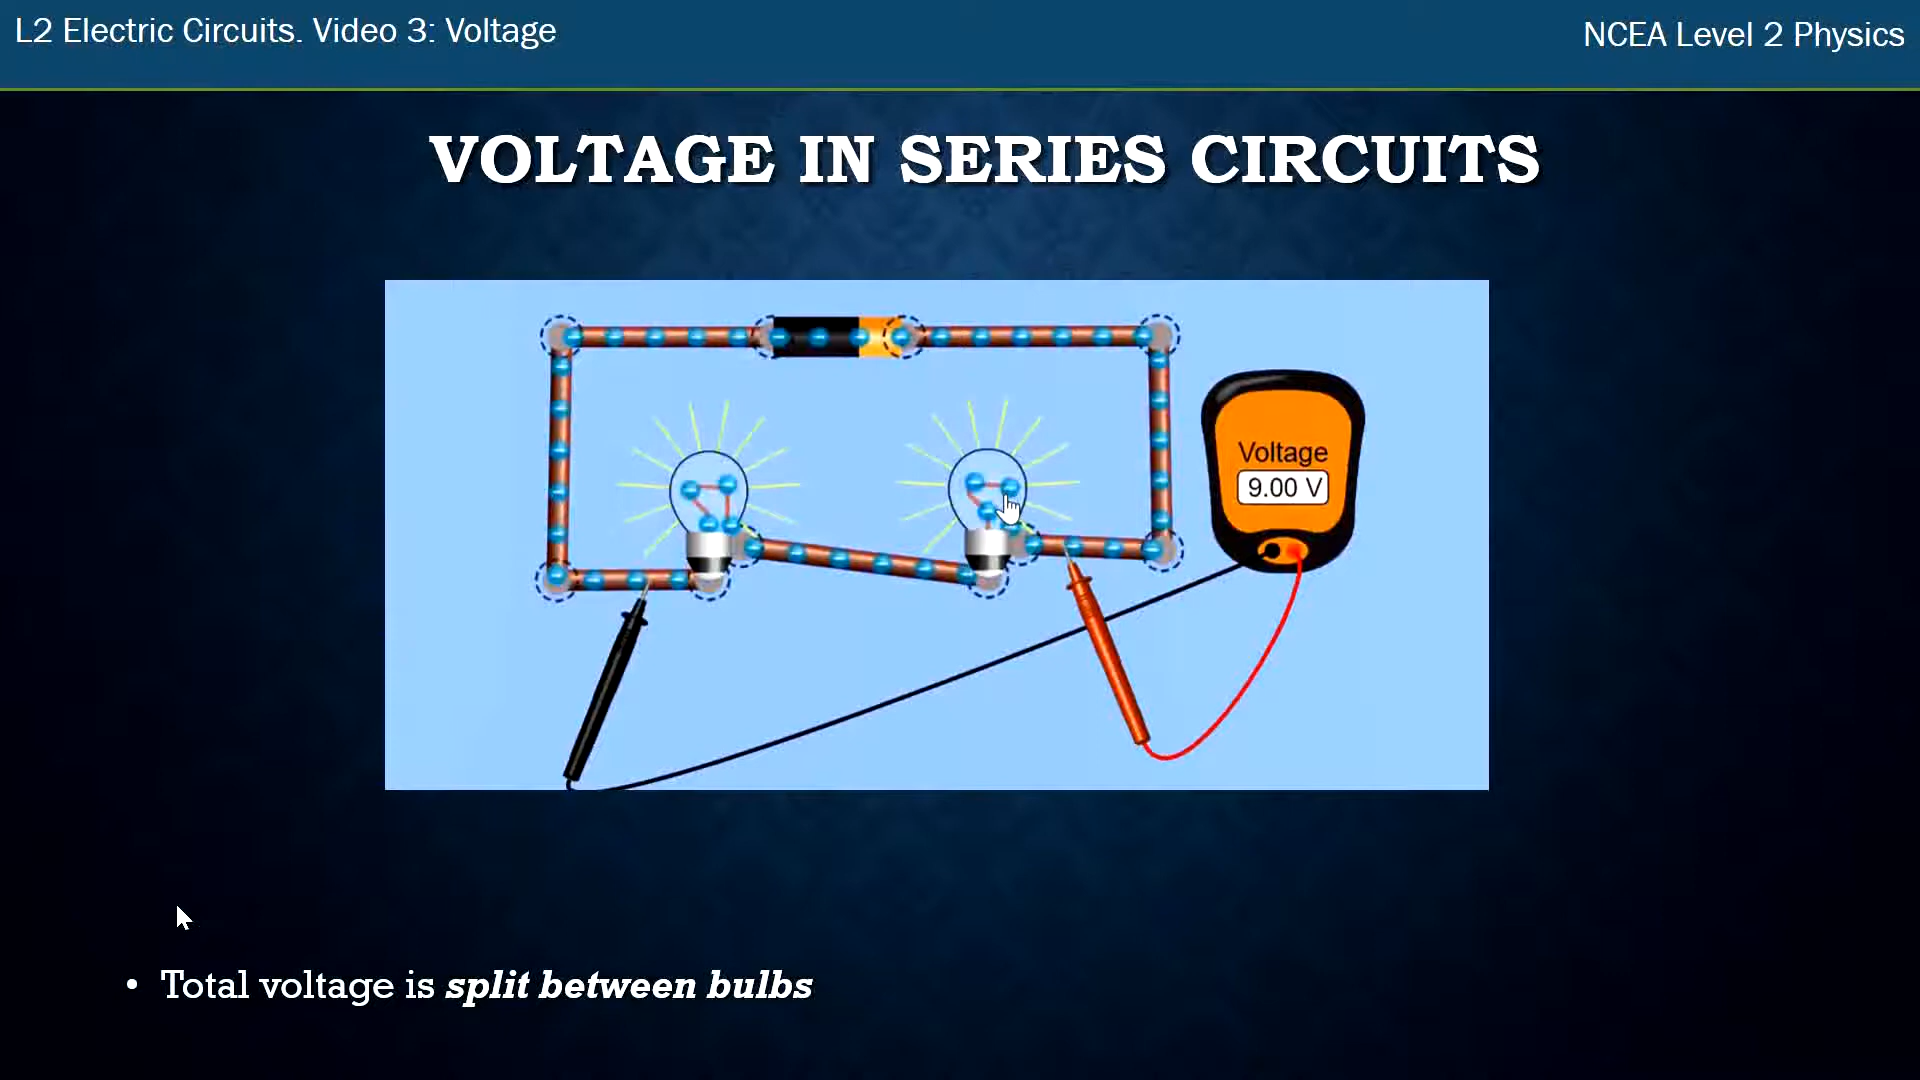 L2 Electric Circuits. Video 3: Voltage
NCEA Level 2 Physics
VOLTAGE IN SERIES CIRCUITS
Voltage
9.00 V
• Total voltage is split between bulbs